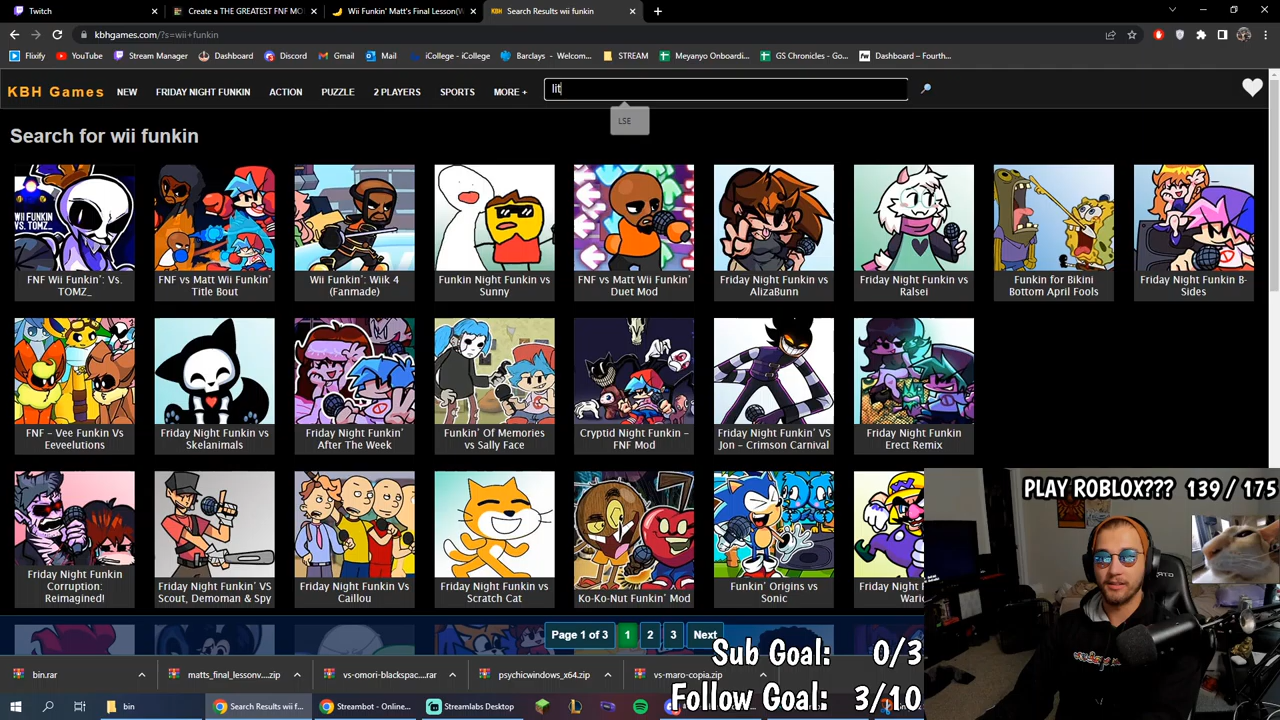 Twitch
Create a THE GREATEST FNF MO
Wii Funkin' Matt's Final Lesson(W
Search Results wii funkin
kbhgames.com/?s=wii+funkin
Flixify YouTube Stream Manager Dashboard Discord Gmail Mail iCollege - iCollege Barclays - Welcom... STREAM Meyanyo Onboardi... GS Chronicles - Go... Dashboard – Fourth...
KBH Games NEW FRIDAY NIGHT FUNKIN ACTION PUZZLE 2 PLAYERS SPORTS MORE + lit
LSE
Search for wii funkin
WII FUNKIN
VS. TOMZ_
FNF Wii Funkin': Vs. TOMZ_
FNF vs Matt Wii Funkin' Title Bout
Wii Funkin': Wiik 4 (Fanmade)
Funkin Night Funkin vs Sunny
FNF vs Matt Wii Funkin' Duet Mod
Friday Night Funkin vs AlizaBunn
Friday Night Funkin vs Ralsei
Funkin for Bikini Bottom April Fools
Friday Night Funkin B-Sides
FNF – Vee Funkin Vs Eeveelutions
Friday Night Funkin vs Skelanimals
Friday Night Funkin' After The Week
Funkin' Of Memories vs Sally Face
Cryptid Night Funkin – FNF Mod
Friday Night Funkin' VS Jon – Crimson Carnival
Friday Night Funkin Erect Remix
Friday Night Funkin Corruption: Reimagined!
Friday Night Funkin' VS Scout, Demoman & Spy
Friday Night Funkin Vs Caillou
Friday Night Funkin vs Scratch Cat
Ko-Ko-Nut Funkin' Mod
Funkin' Origins vs Sonic
Friday Night
Wari
PLAY ROBLOX??? 139 / 175
Page 1 of 3 1 2 3 Next
Sub Goal: 0/3
Follow Goal: 3/10
bin.rar matts_final_lessonv....zip vs-omori-blackspac....rar psychicwindows_x64.zip vs-maro-copia.zip
bin Search Results wii f... Streambot - Online... Streamlabs Desktop